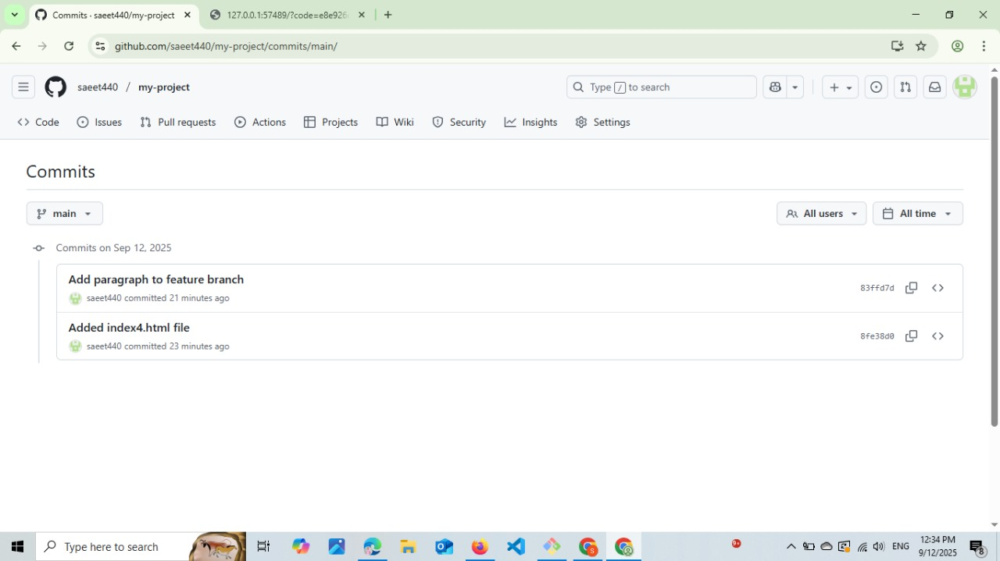 Commits · saeet440/my-project
127.0.0.1:57489/?code=e8e926
github.com/saeet440/my-project/commits/main/
saeet440 / my-project
Type / to search
Code
Issues
Pull requests
Actions
Projects
Wiki
Security
Insights
Settings
Commits
main
All users
All time
Commits on Sep 12, 2025
Add paragraph to feature branch
saeet440 committed 21 minutes ago
83ffd7d
Added index4.html file
saeet440 committed 23 minutes ago
8fe38d0
Type here to search
S
9+
ENG
12:34 PM
9/12/2025
8